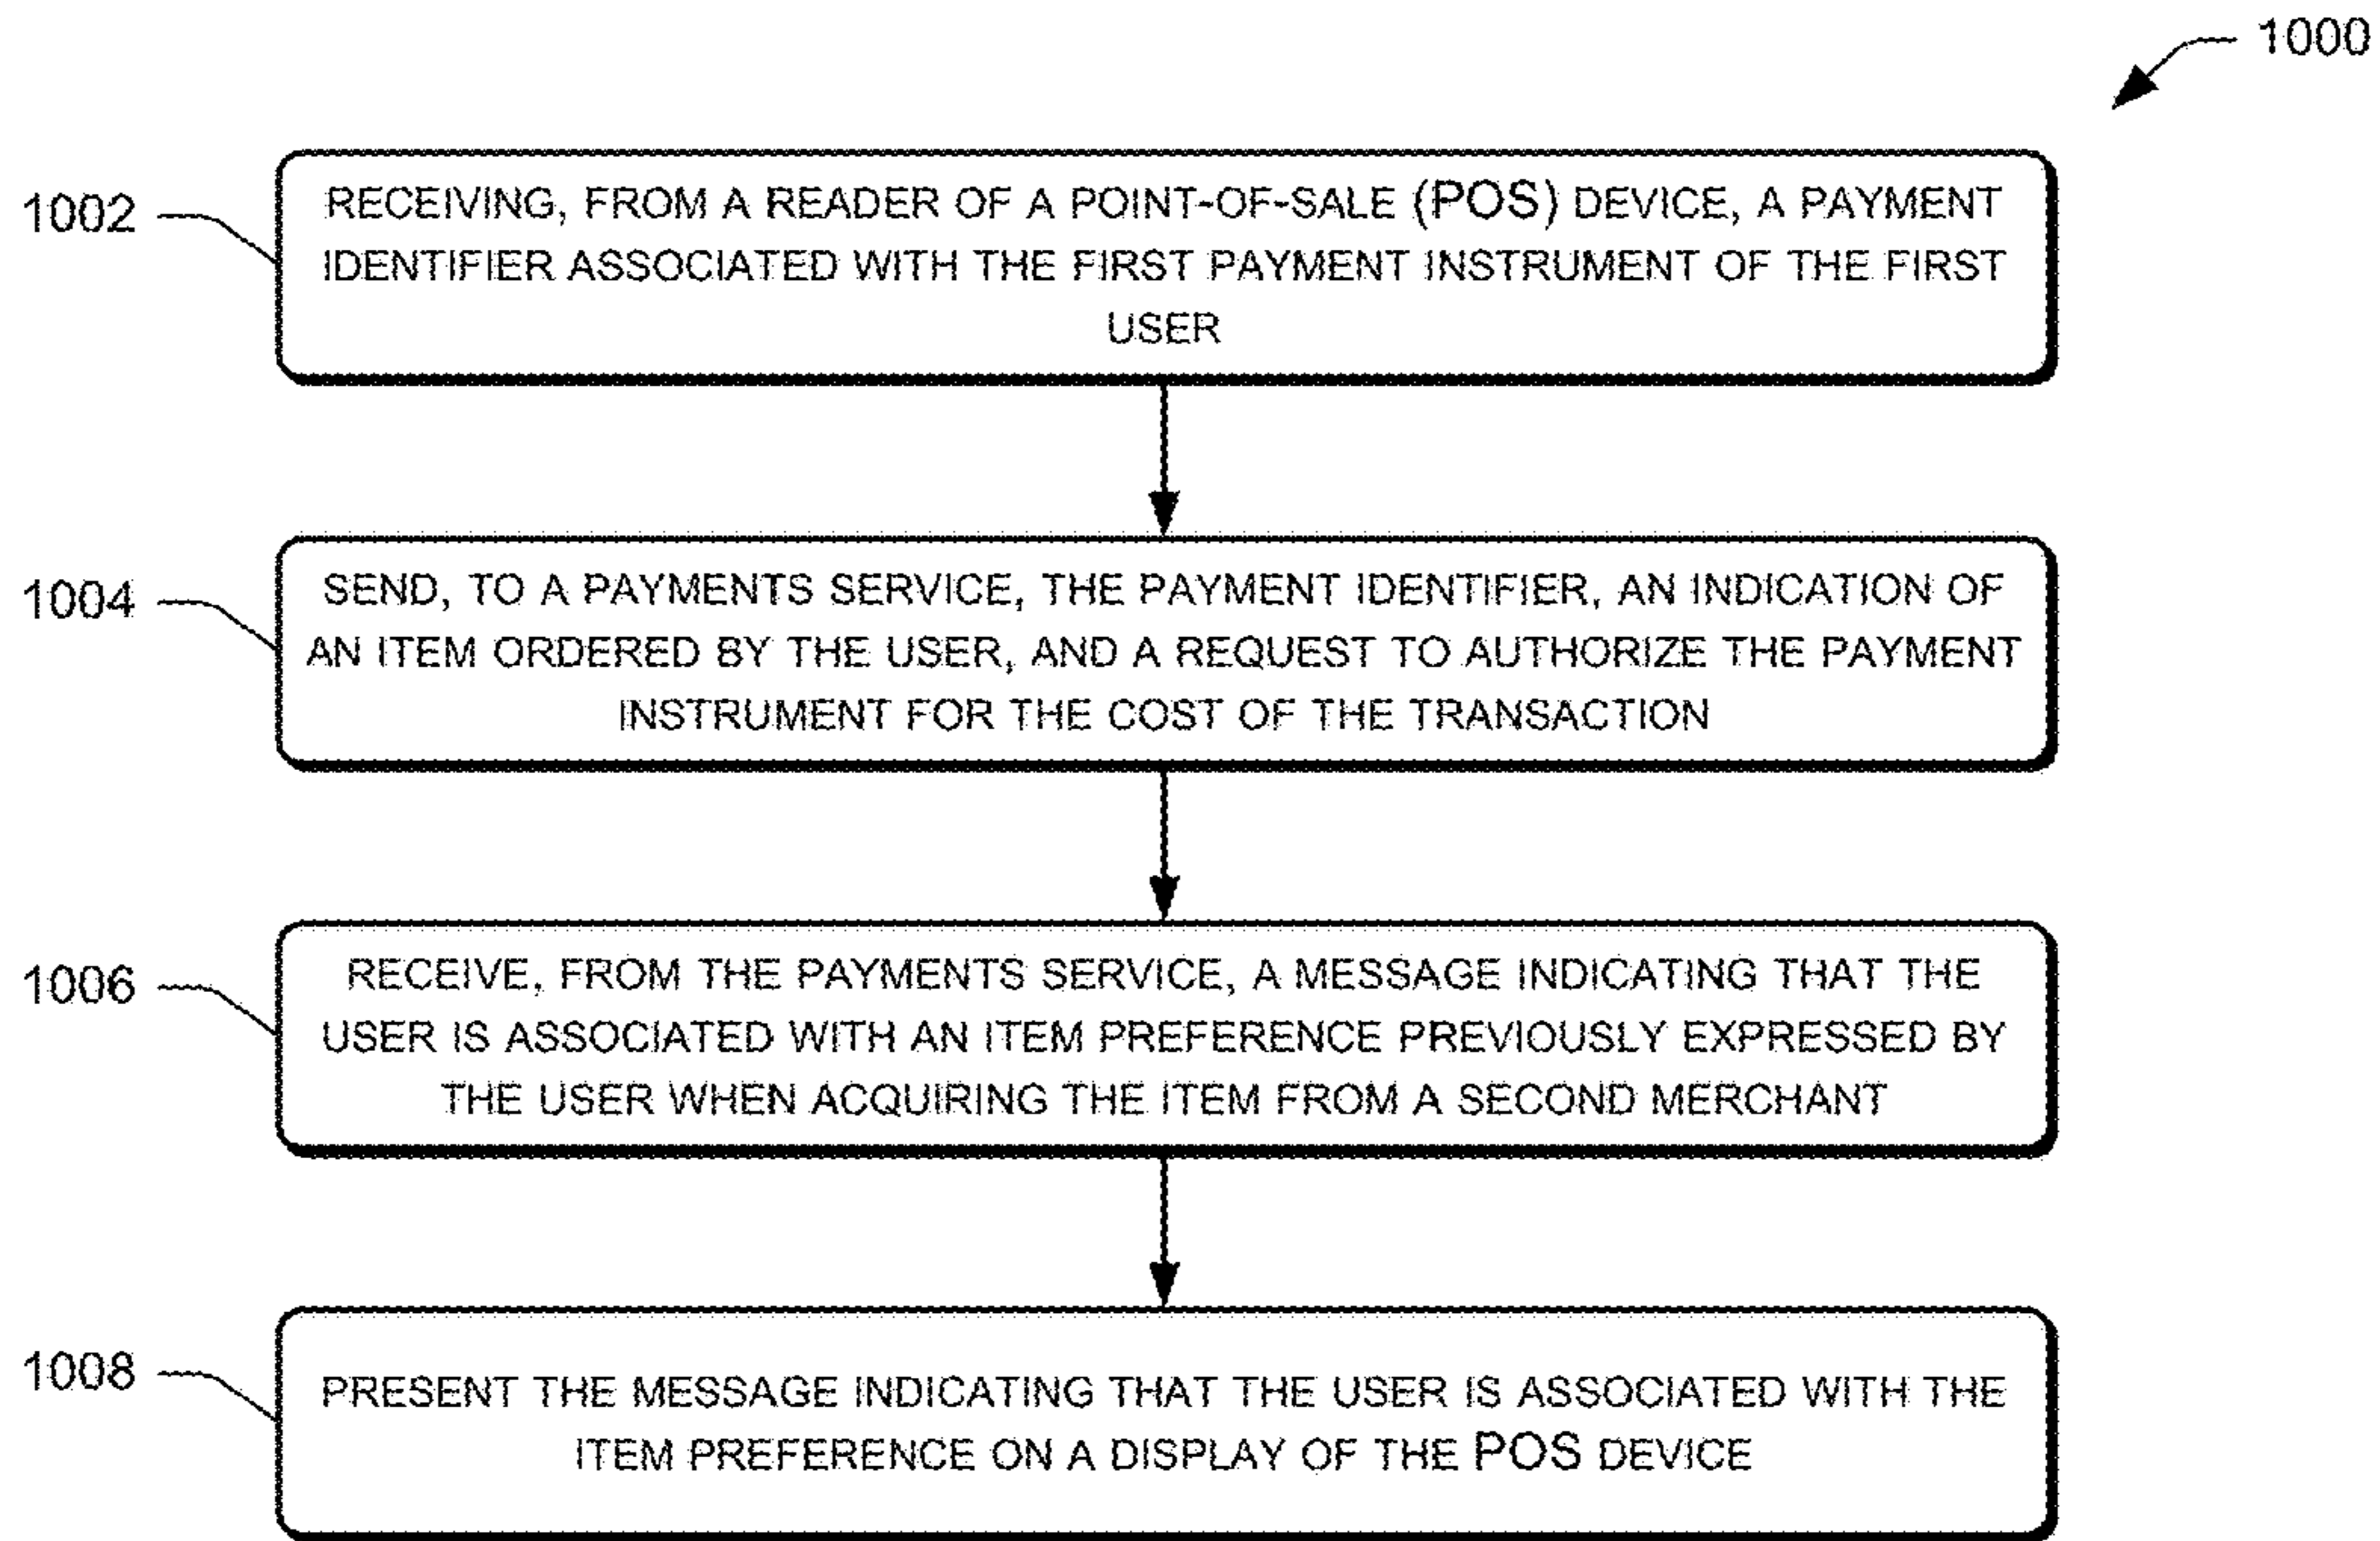 1000
1002
RECEIVING, FROM A READER OF A POINT-OF-SALE (POS) DEVICE, A PAYMENT
IDENTIFIER ASSOCIATED WITH THE FIRST PAYMENT INSTRUMENT OF THE FIRST
USER
1004
SEND, TO A PAYMENTS SERVICE, THE PAYMENT IDENTIFIER, AN INDICATION OF
AN ITEM ORDERED BY THE USER, AND A REQUEST TO AUTHORIZE THE PAYMENT
INSTRUMENT FOR THE COST OF THE TRANSACTION
1006
RECEIVE, FROM THE PAYMENTS SERVICE, A MESSAGE INDICATING THAT THE
USER IS ASSOCIATED WITH AN ITEM PREFERENCE PREVIOUSLY EXPRESSED BY
THE USER WHEN ACQUIRING THE ITEM FROM A SECOND MERCHANT
1008
PRESENT THE MESSAGE INDICATING THAT THE USER IS ASSOCIATED WITH THE
ITEM PREFERENCE ON A DISPLAY OF THE POS DEVICE